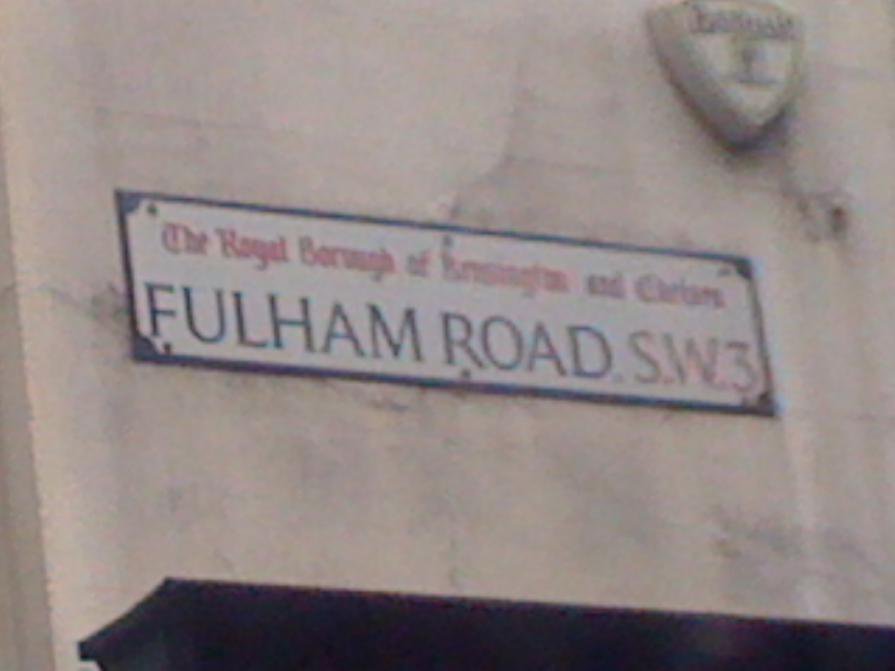 The Royal Borough of Kensington and Chelsea
FULHAM ROAD. S.W.3